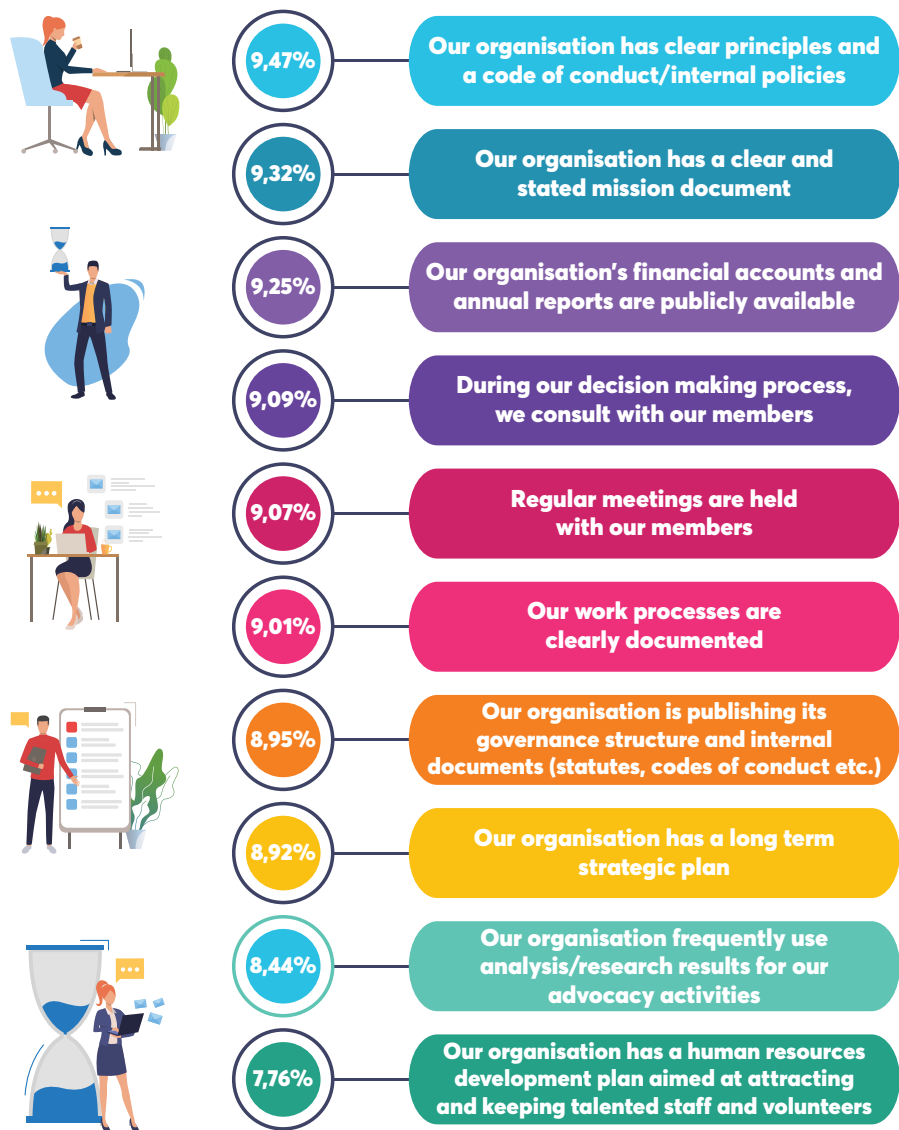 9,47%
Our organisation has clear principles and
a code of conduct/internal policies
9,32%
Our organisation has a clear and
stated mission document
9,25%
Our organisation's financial accounts and
annual reports are publicly available
9,09%
During our decision making process,
we consult with our members
9,07%
Regular meetings are held
with our members
9,01%
Our work processes are
clearly documented
8,95%
Our organisation is publishing its
governance structure and internal
documents (statutes, codes of conduct etc.)
8,92%
Our organisation has a long term
strategic plan
8,44%
Our organisation frequently use
analysis/research results for our
advocacy activities
7,76%
Our organisation has a human resources
development plan aimed at attracting
and keeping talented staff and volunteers